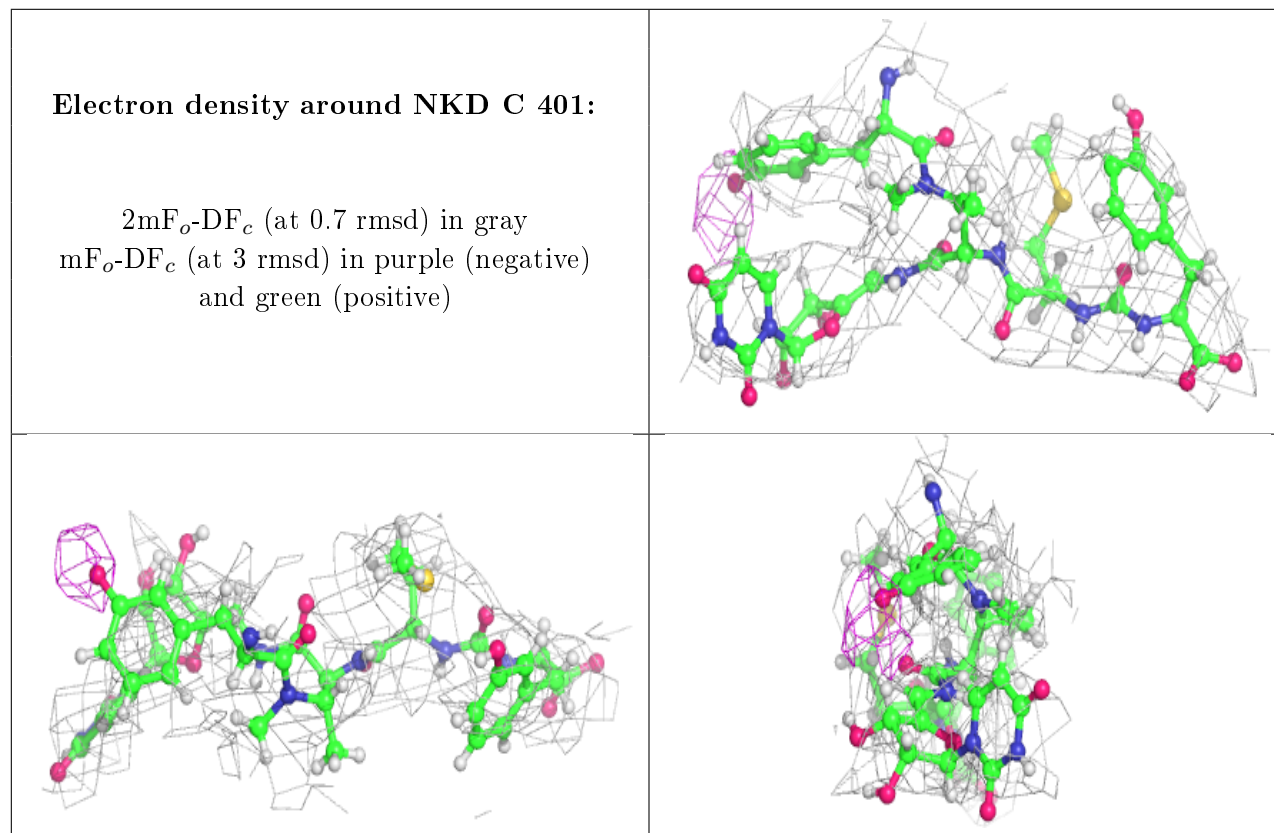 Electron density around NKD C 401:
2mFo-DFc (at 0.7 rmsd) in gray
mFo-DFc (at 3 rmsd) in purple (negative)
and green (positive)